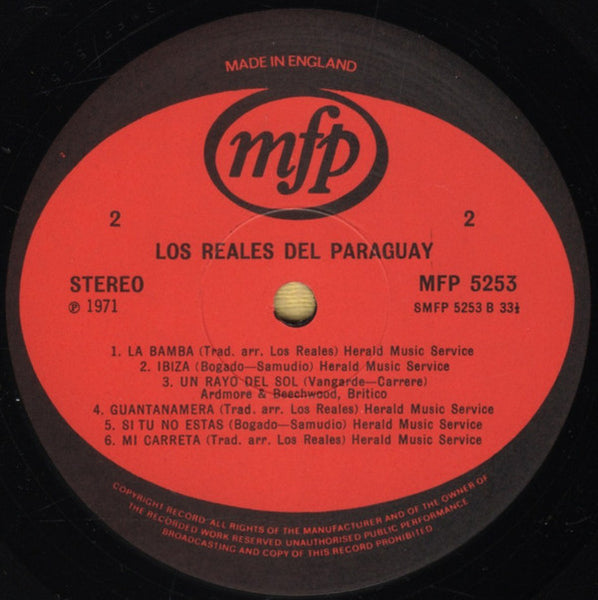 MADE IN ENGLAND
mfp
2 2
LOS REALES DEL PARAGUAY
STEREO MFP 5253
Ⓟ 1971 SMFP 5253 B 33⅓
1. LA BAMBA (Trad. arr. Los Reales) Herald Music Service
2. IBIZA (Bogado—Samudio) Herald Music Service
3. UN RAYO DEL SOL (Vangarde—Carrere)
Ardmore & Beechwood, Britico
4. GUANTANAMERA (Trad. arr. Los Reales) Herald Music Service
5. SI TU NO ESTAS (Bogado—Samudio) Herald Music Service
6. MI CARRETA (Trad. arr. Los Reales) Herald Music Service
COPYRIGHT RECORD: ALL RIGHTS OF THE MANUFACTURER AND OF THE OWNER OF
THE RECORDED WORK RESERVED. UNAUTHORISED PUBLIC PERFORMANCE
BROADCASTING AND COPY OF THIS RECORD PROHIBITED